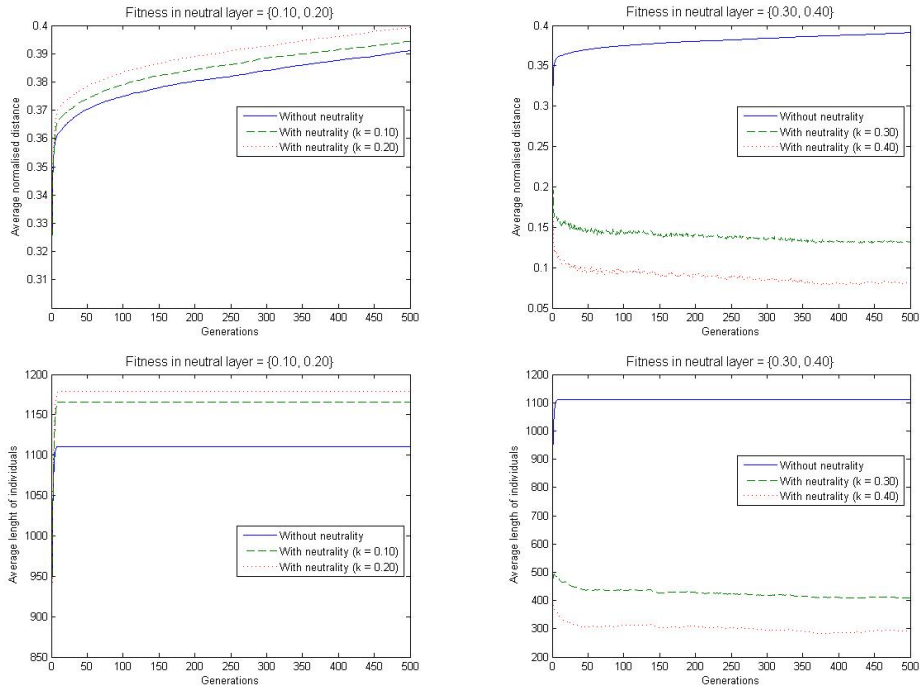 Fitness in neutral layer = {0.10, 0.20}
0.4
0.39
0.38
0.37
0.36
0.35
0.34
0.33
0.32
0.31
Average normalised distance
Without neutrality
With neutrality (k = 0.10)
With neutrality (k = 0.20)
0 50 100 150 200 250 300 350 400 450 500
Generations
Fitness in neutral layer = {0.30, 0.40}
0.4
0.35
0.3
0.25
0.2
0.15
0.1
0.05
Average normalised distance
Without neutrality
With neutrality (k = 0.30)
With neutrality (k = 0.40)
0 50 100 150 200 250 300 350 400 450 500
Generations
Fitness in neutral layer = {0.10, 0.20}
1200
1150
1100
1050
1000
950
900
850
Average lenght of individuals
Without neutrality
With neutrality (k = 0.10)
With neutrality (k = 0.20)
0 50 100 150 200 250 300 350 400 450 500
Generations
Fitness in neutral layer = {0.30, 0.40}
1200
1100
1000
900
800
700
600
500
400
300
200
Average length of individuals
Without neutrality
With neutrality (k = 0.30)
With neutrality (k = 0.40)
0 50 100 150 200 250 300 350 400 450 500
Generations